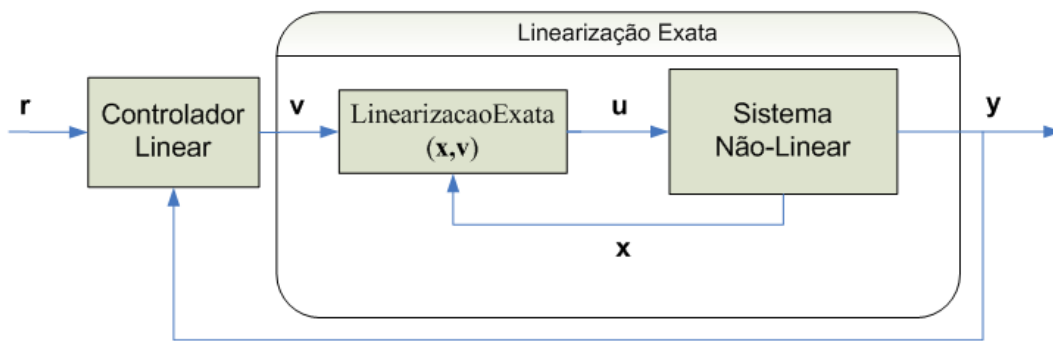 Linearização Exata
r
Controlador
Linear
v
LinearizacaoExata
(x,v)
u
Sistema
Não-Linear
y
x